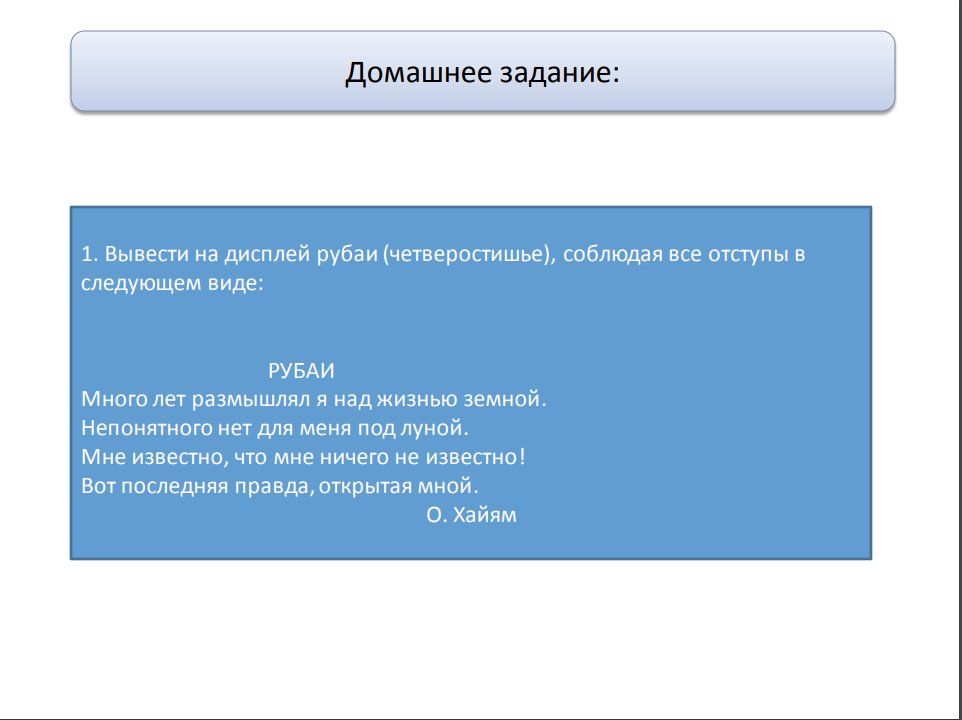 Домашнее задание:
1. Вывести на дисплей рубаи (четверостишье), соблюдая все отступы в
следующем виде:
РУБАИ
Много лет размышлял я над жизнью земной.
Непонятного нет для меня под луной.
Мне известно, что мне ничего не известно!
Вот последняя правда, открытая мной.
О. Хайям